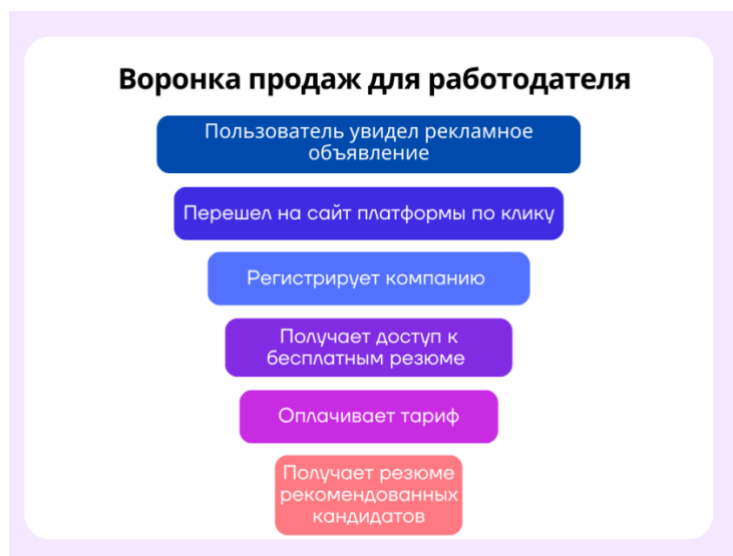 Воронка продаж для работодателя
Пользователь увидел рекламное
объявление
Перешел на сайт платформы по клику
Регистрирует компанию
Получает доступ к
бесплатным резюме
Оплачивает тариф
Получает резюме
рекомендованных
кандидатов